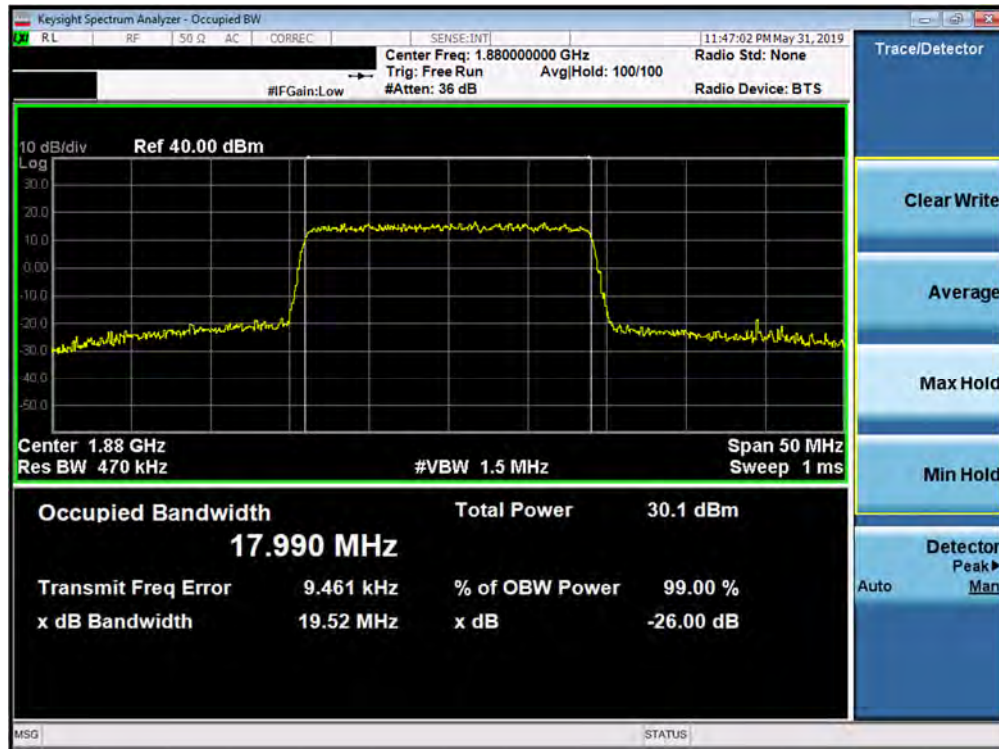 Keysight Spectrum Analyzer - Occupied BW
LXI RL RF 50 Ω AC CORREC SENSE:INT 11:47:02 PM May 31, 2019
Center Freq: 1.880000000 GHz Radio Std: None
Trig: Free Run Avg|Hold: 100/100
#IFGain:Low #Atten: 36 dB Radio Device: BTS
10 dB/div Ref 40.00 dBm
Log
30.0
20.0
10.0
0.00
-10.0
-20.0
-30.0
-40.0
-50.0
Center 1.88 GHz Span 50 MHz
Res BW 470 kHz #VBW 1.5 MHz Sweep 1 ms
Occupied Bandwidth Total Power 30.1 dBm
17.990 MHz
Transmit Freq Error 9.461 kHz % of OBW Power 99.00 %
x dB Bandwidth 19.52 MHz x dB -26.00 dB
MSG STATUS
Trace/Detector
Clear Write
Average
Max Hold
Min Hold
Detector
Peak▶
Auto Man